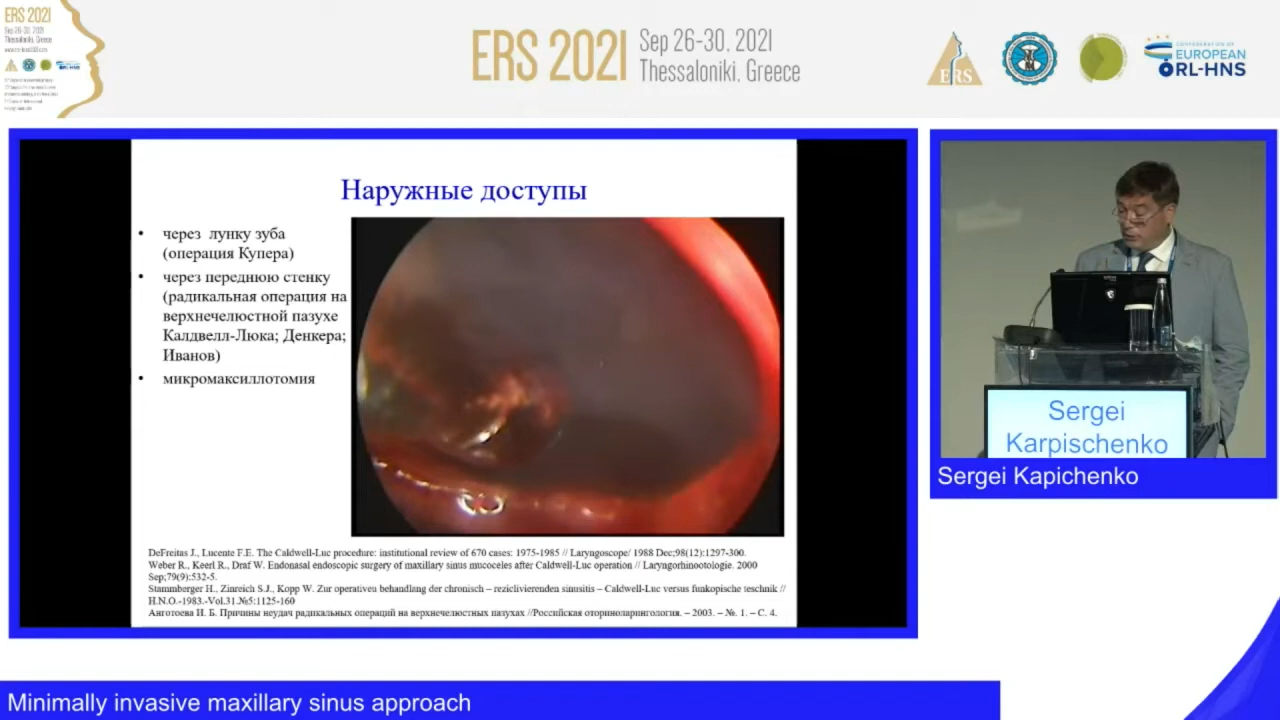 ERS 2021
Sep 26-30, 2021
Thessaloniki, Greece
ERS 2021
Sep 26-30, 2021
Thessaloniki, Greece
ERS
CONFEDERATION OF
EUROPEAN
ORL-HNS
Наружные доступы
• через лунку зуба
(операция Купера)
• через переднюю стенку
(радикальная операция на
верхнечелюстной пазухе
Калдвелл-Люка; Денкера;
Иванов)
• микромаксиллотомия
DeFreitas J., Lucente F.E. The Caldwell-Luc procedure: institutional review of 670 cases: 1975-1985 // Laryngoscope/ 1988 Dec;98(12):1297-300.
Weber R., Keerl R., Draf W. Endonasal endoscopic surgery of maxillary sinus mucoceles after Caldwell-Luc operation // Laryngorhinootologie. 2000
Sep;79(9):532-5.
Stammberger H., Zinreich S.J., Kopp W. Zur operativen behandlung der chronisch – reziclivierenden sinusitis – Caldwell-Luc versus funkopische teschnik //
H.N.O.-1983.-Vol.31.№5:1125-160
Анготоева И. Б. Причины неудач радикальных операций на верхнечелюстных пазухах //Российская оториноларингология. – 2003. – №. 1. – С. 4.
Sergei
Karpischenko
Sergei Kapichenko
Minimally invasive maxillary sinus approach